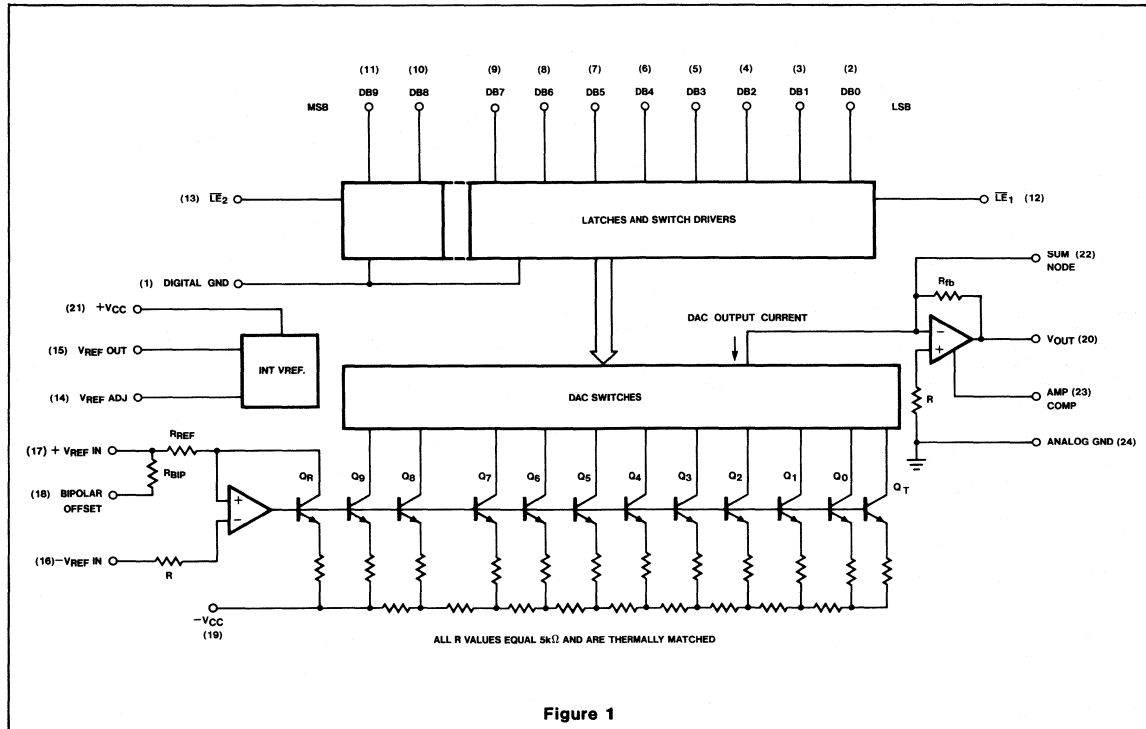 (11) (10) (9) (8) (7) (6) (5) (4) (3) (2)
MSB DB9 DB8 DB7 DB6 DB5 DB4 DB3 DB2 DB1 DB0 LSB
(13) LE2
LATCHES AND SWITCH DRIVERS
LE1 (12)
(1) DIGITAL GND
SUM (22)
NODE
Rfb
(21) +VCC
DAC OUTPUT CURRENT
− +
VOUT (20)
(15) VREF OUT
INT VREF.
(14) VREF ADJ
DAC SWITCHES
R
AMP (23)
COMP
ANALOG GND (24)
(17) + VREF IN
RREF
RBIP
(18) BIPOLAR
OFFSET
+ −
QR Q9 Q8 Q7 Q6 Q5 Q4 Q3 Q2 Q1 Q0 QT
(16)−VREF IN
R
−VCC
(19)
ALL R VALUES EQUAL 5kΩ AND ARE THERMALLY MATCHED
Figure 1